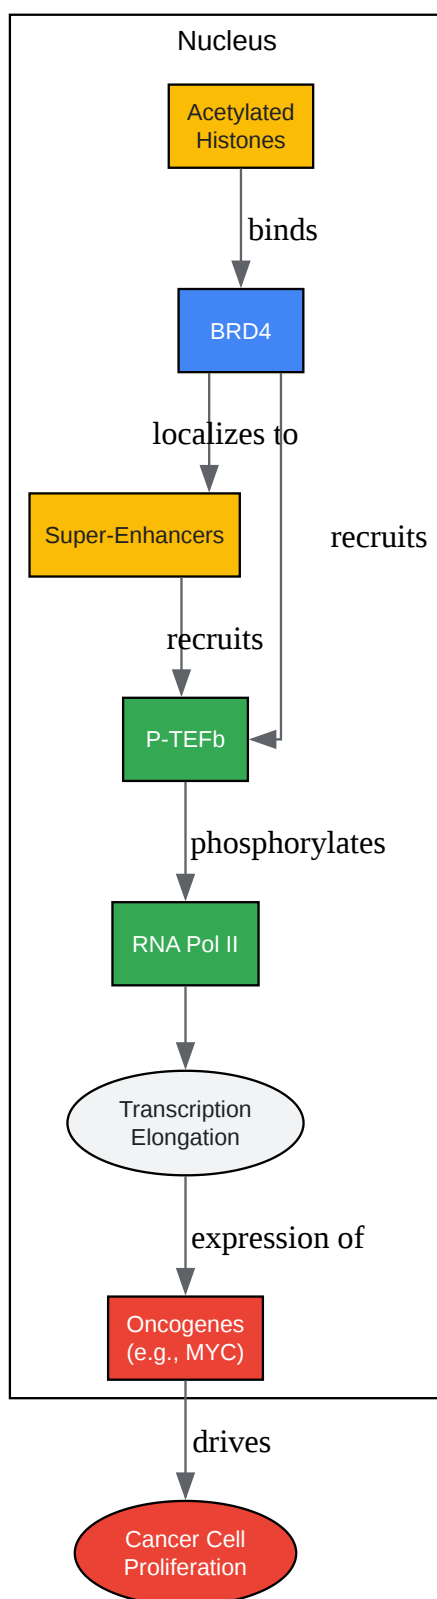 Nucleus
Acetylated
Histones
binds
BRD4
localizes to
Super-Enhancers
recruits
recruits
P-TEFb
phosphorylates
RNA Pol II
Transcription
Elongation
expression of
Oncogenes
(e.g., MYC)
drives
Cancer Cell
Proliferation